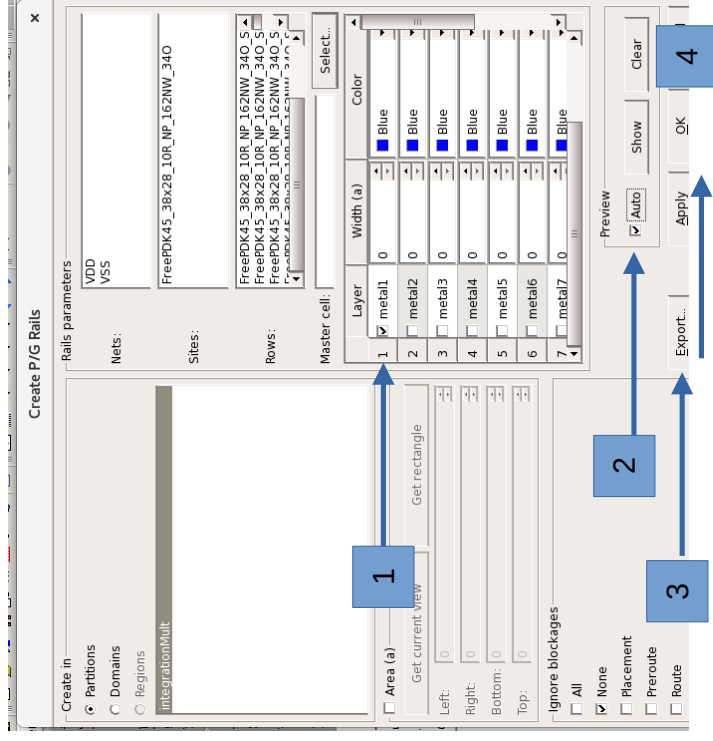 Create P/G Rails
x
Create in
Partitions
Domains
Regions
integrationMult
Area (a)
Get current view
Get rectangle
Left:
0
Right:
0
Bottom:
0
Top:
0
Ignore blockages
All
None
Placement
Preroute
Route
Rails parameters
Nets:
VDD
VSS
Sites:
FreePDK45_38x28_10R_NP_162NW_34O
Rows:
FreePDK45_38x28_10R_NP_162NW_34O_S
FreePDK45_38x28_10R_NP_162NW_34O_S
FreePDK45_38x28_10R_NP_162NW_34O_S
FreePDK45_38x28_10R_NP_162NW_34O_S
Master cell:
Select...
Layer Width (a) Color
1 metal1 0 Blue
2 metal2 0 Blue
3 metal3 0 Blue
4 metal4 0 Blue
5 metal5 0 Blue
6 metal6 0 Blue
7 metal7 0 Blue
Preview
Auto
Show
Clear
Export...
Apply
OK
1
2
3
4